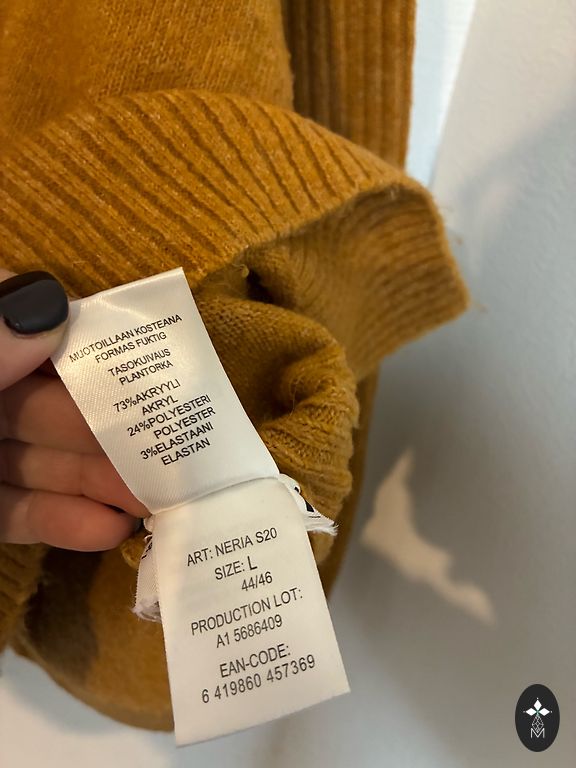 MUOTOILLAAN KOSTEANA
FORMAS FUKTIG
TASOKUIVAUS
PLANTORKA
73%AKRYYLI
AKRYL
24%POLYESTERI
POLYESTER
3%ELASTAANI
ELASTAN
ART: NERIA S20
SIZE: L
44/46
PRODUCTION LOT:
A1 5686409
EAN-CODE:
6 419860 457369
M